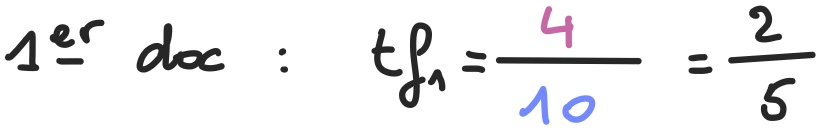 1er doc : tf₁ = 4/10 = 2/5